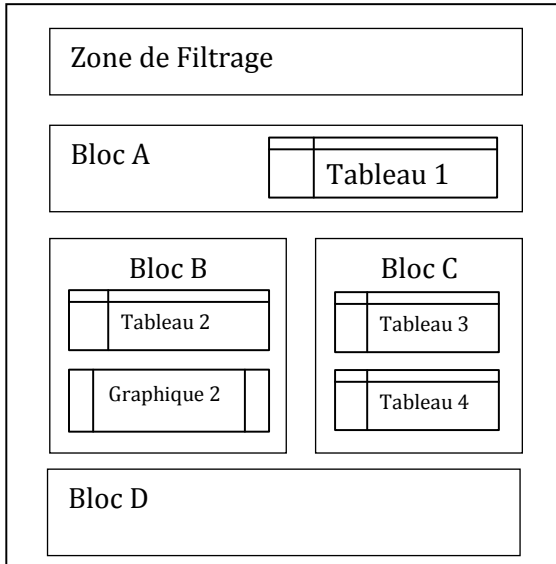 Zone de Filtrage
Bloc A
Tableau 1
Bloc B
Tableau 2
Graphique 2
Bloc C
Tableau 3
Tableau 4
Bloc D